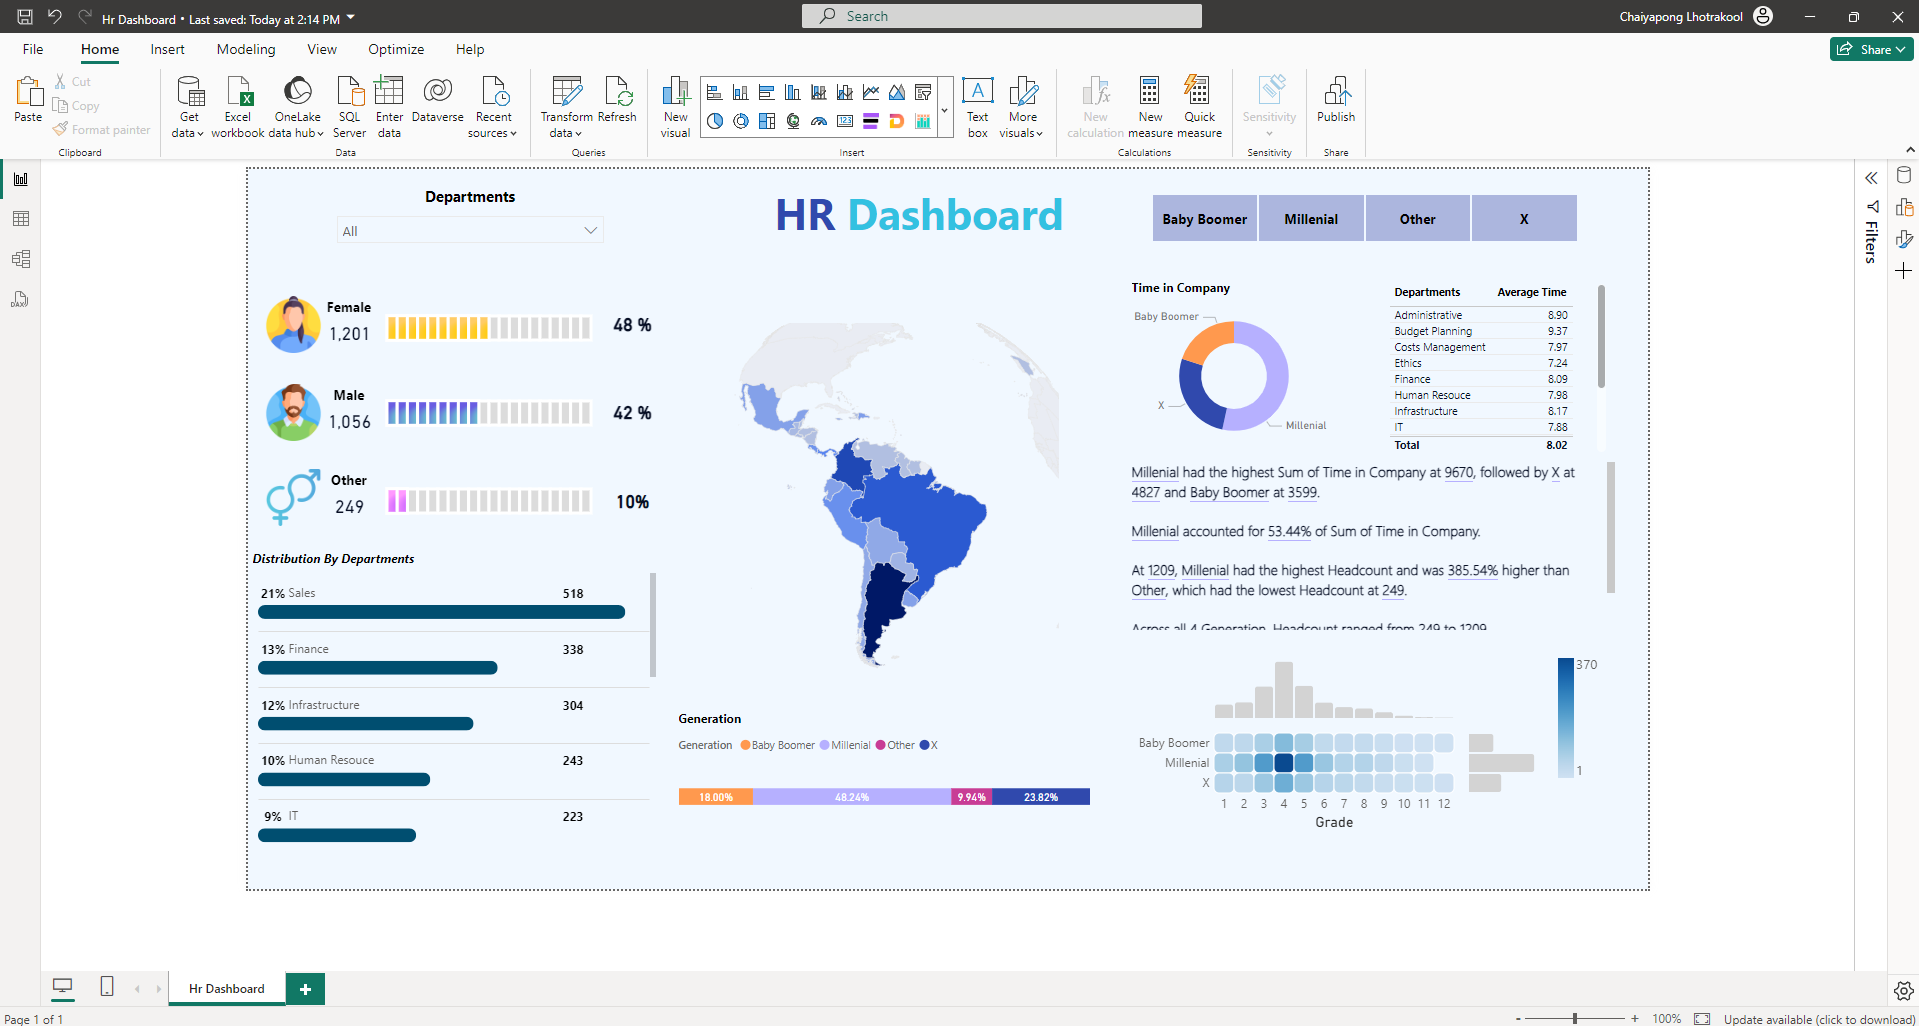 Hr Dashboard • Last saved: Today at 2:14 PM
Search
Chaiyapong Lhotrakool
File Home Insert Modeling View Optimize Help
Share
Paste
Cut
Copy
Format painter
Clipboard
Get data
Excel workbook
OneLake data hub
SQL Server
Enter data
Dataverse
Recent sources
Data
Transform data
Refresh
Queries
New visual
123
A
Text box
More visuals
Insert
New calculation
New measure
Quick measure
Calculations
Sensitivity
Sensitivity
Publish
Share
DAX
Filters
Departments
All
HR Dashboard
Baby Boomer Millenial Other X
Female
1,201
48 %
Male
1,056
42 %
Other
249
10%
Distribution By Departments
21% Sales 518
13% Finance 338
12% Infrastructure 304
10% Human Resouce 243
9% IT 223
Generation
Generation Baby Boomer Millenial Other X
18.00% 48.24% 9.94% 23.82%
Time in Company
Baby Boomer
X
Millenial
Departments Average Time
Administrative 8.90
Budget Planning 9.37
Costs Management 7.97
Ethics 7.24
Finance 8.09
Human Resouce 7.98
Infrastructure 8.17
IT 7.88
Total 8.02
Millenial had the highest Sum of Time in Company at 9670, followed by X at
4827 and Baby Boomer at 3599.
Millenial accounted for 53.44% of Sum of Time in Company.
At 1209, Millenial had the highest Headcount and was 385.54% higher than
Other, which had the lowest Headcount at 249.
Across all 4 Generation, Headcount ranged from 249 to 1209
370
1
Baby Boomer
Millenial
X
1 2 3 4 5 6 7 8 9 10 11 12
Grade
Hr Dashboard
Page 1 of 1
100%
Update available (click to download)